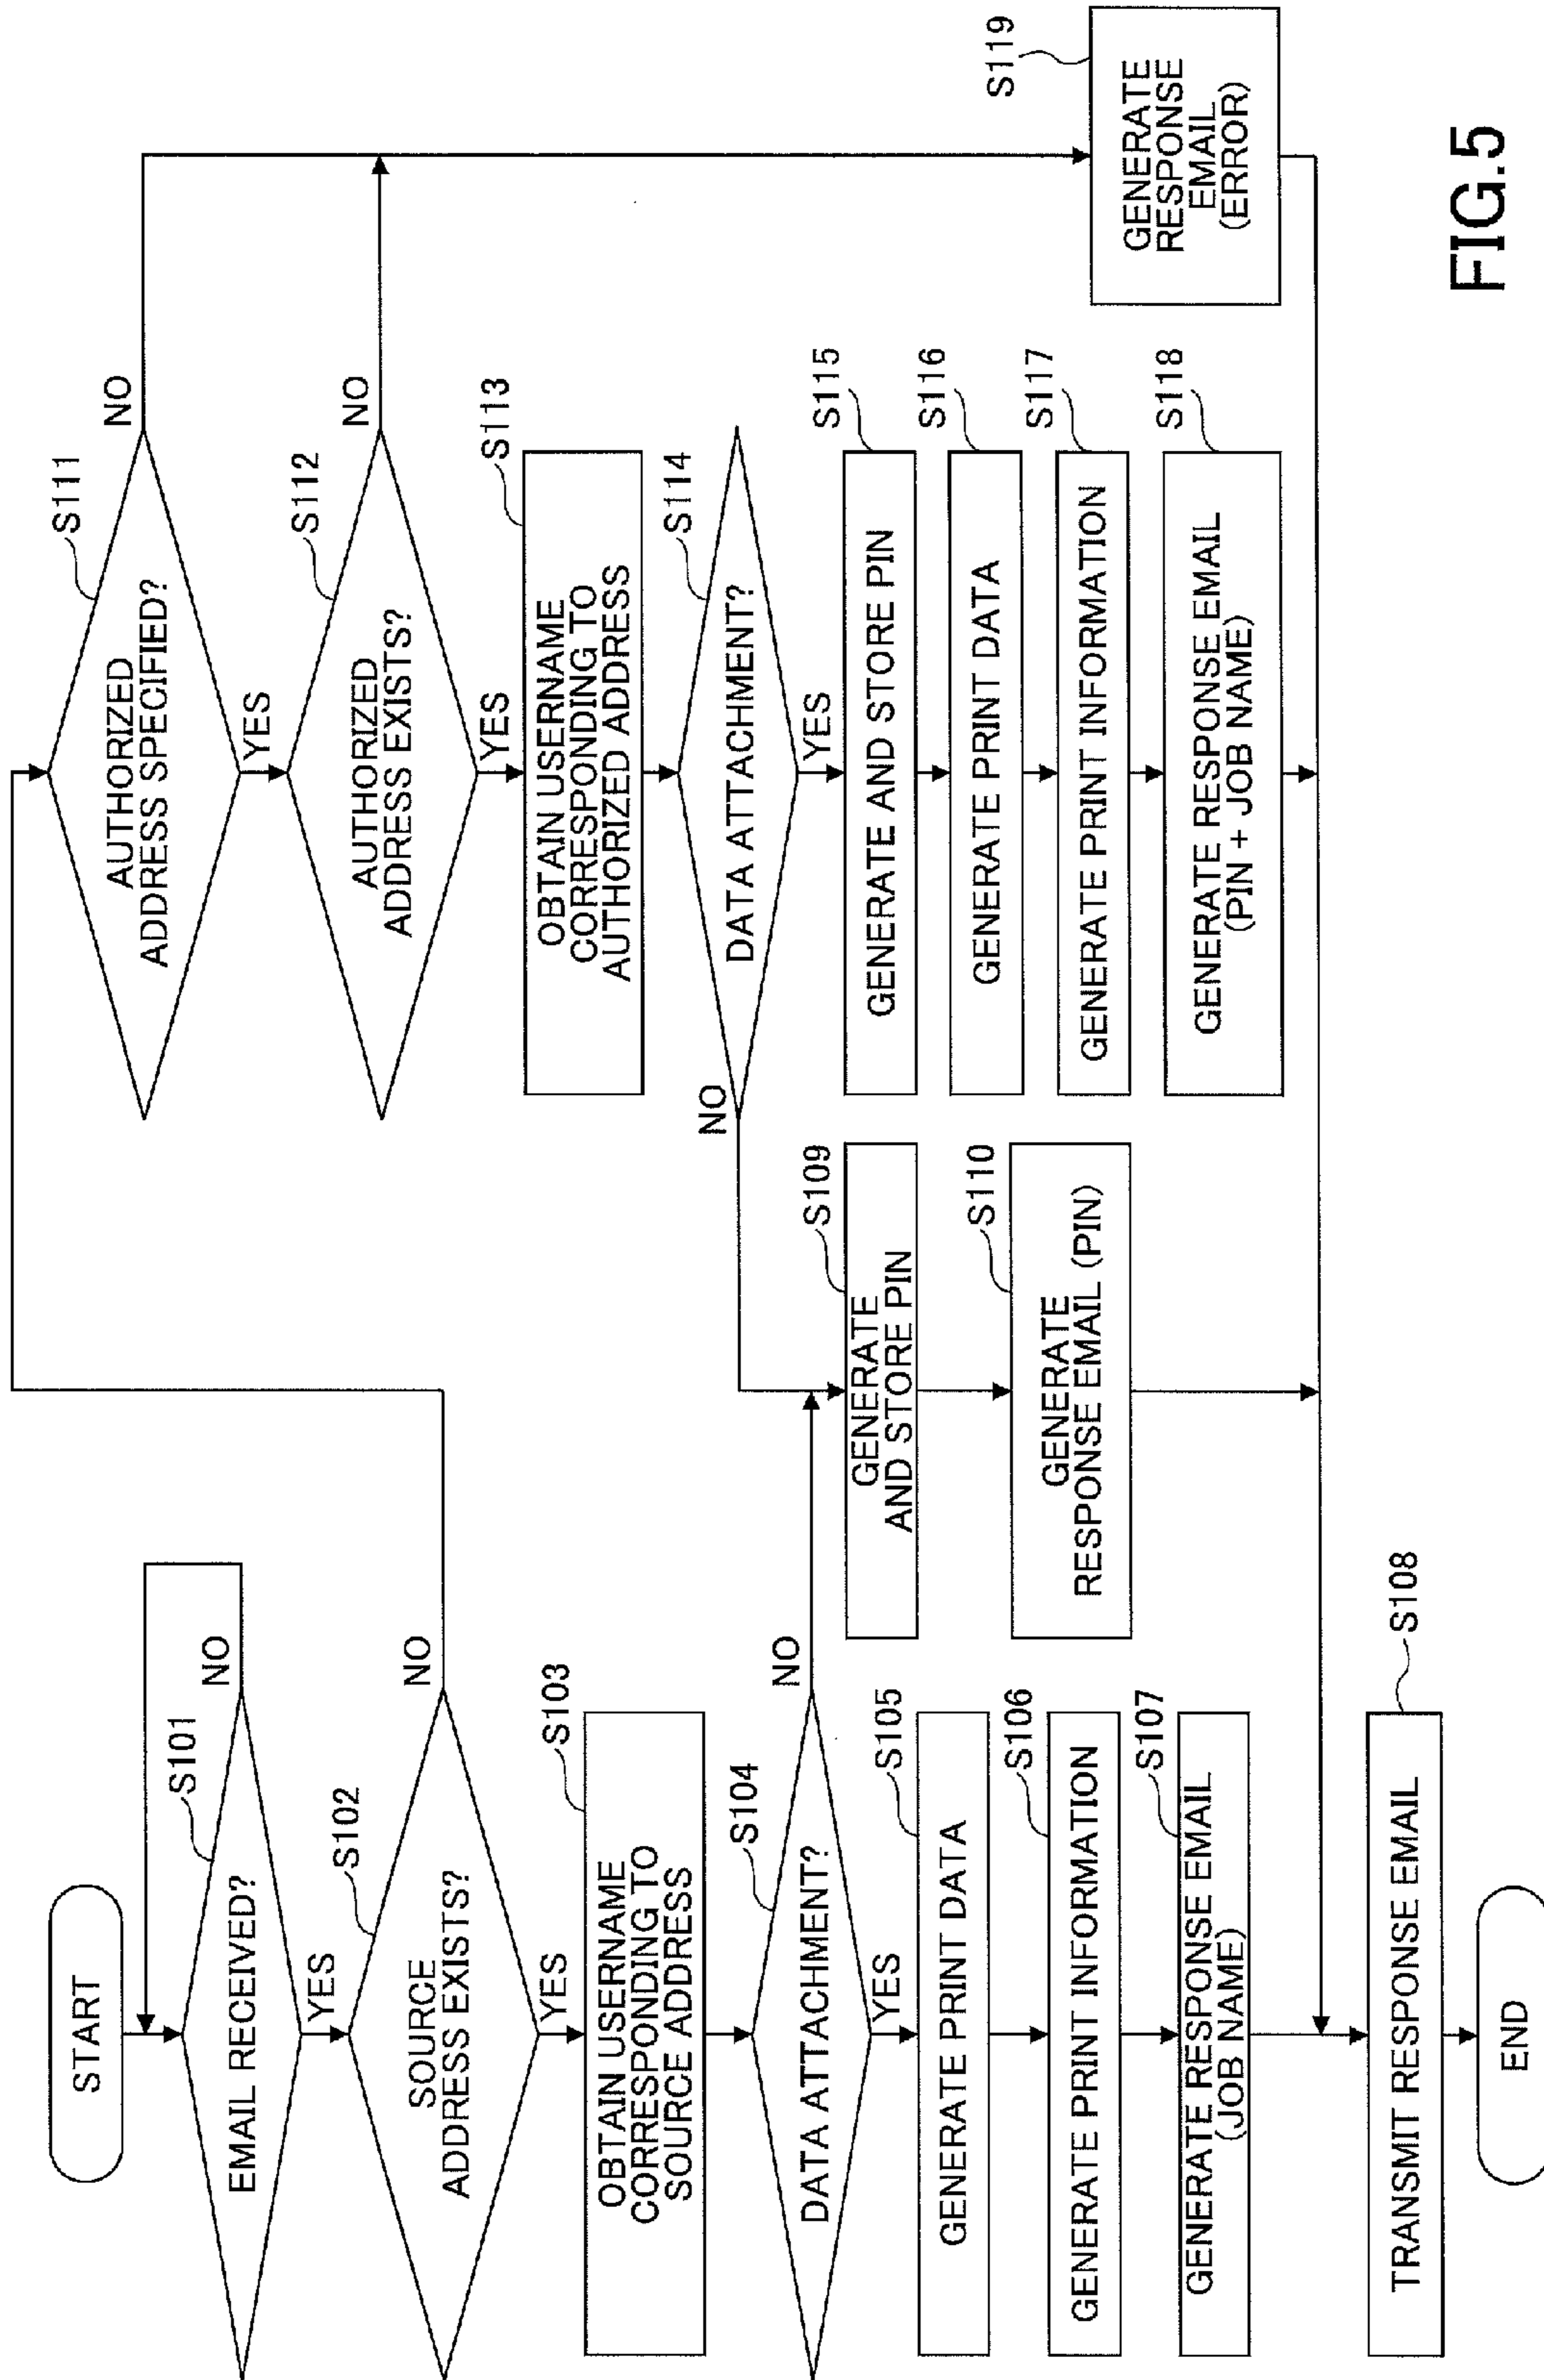 START
S101
EMAIL RECEIVED?
NO
YES
S102
SOURCE
ADDRESS EXISTS?
NO
YES
S103
OBTAIN USERNAME
CORRESPONDING TO
SOURCE ADDRESS
S104
DATA ATTACHMENT?
NO
YES
S105
GENERATE PRINT DATA
S106
GENERATE PRINT INFORMATION
S107
GENERATE RESPONSE EMAIL
(JOB NAME)
S108
TRANSMIT RESPONSE EMAIL
END
S109
GENERATE
AND STORE PIN
S110
GENERATE
RESPONSE EMAIL (PIN)
S111
AUTHORIZED
ADDRESS SPECIFIED?
NO
YES
S112
AUTHORIZED
ADDRESS EXISTS?
NO
YES
S113
OBTAIN USERNAME
CORRESPONDING TO
AUTHORIZED ADDRESS
S114
DATA ATTACHMENT?
NO
YES
S115
GENERATE AND STORE PIN
S116
GENERATE PRINT DATA
S117
GENERATE PRINT INFORMATION
S118
GENERATE RESPONSE EMAIL
(PIN + JOB NAME)
S119
GENERATE
RESPONSE
EMAIL
(ERROR)
FIG.5